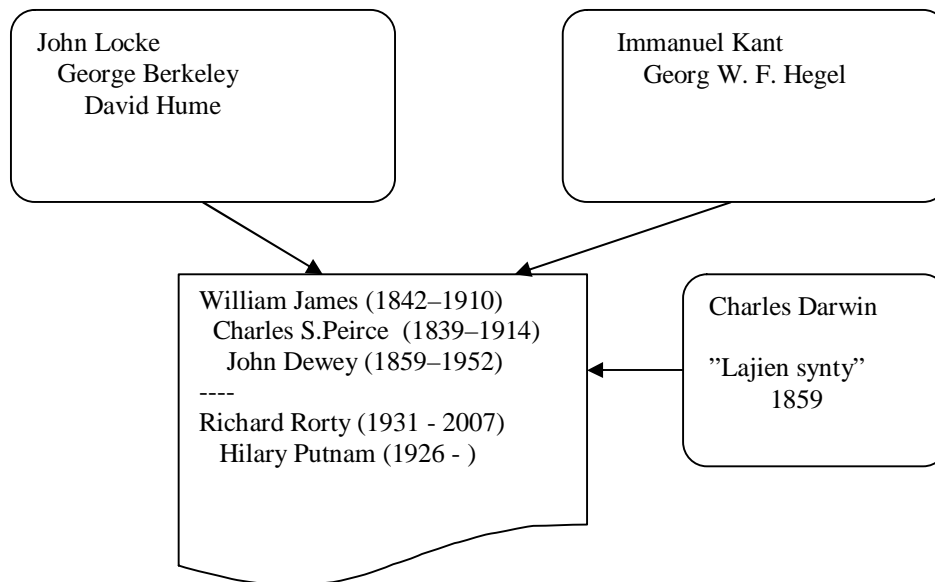 John Locke
George Berkeley
David Hume
Immanuel Kant
Georg W. F. Hegel
William James (1842–1910)
Charles S.Peirce (1839–1914)
John Dewey (1859–1952)
----
Richard Rorty (1931 - 2007)
Hilary Putnam (1926 - )
Charles Darwin
”Lajien synty”
1859